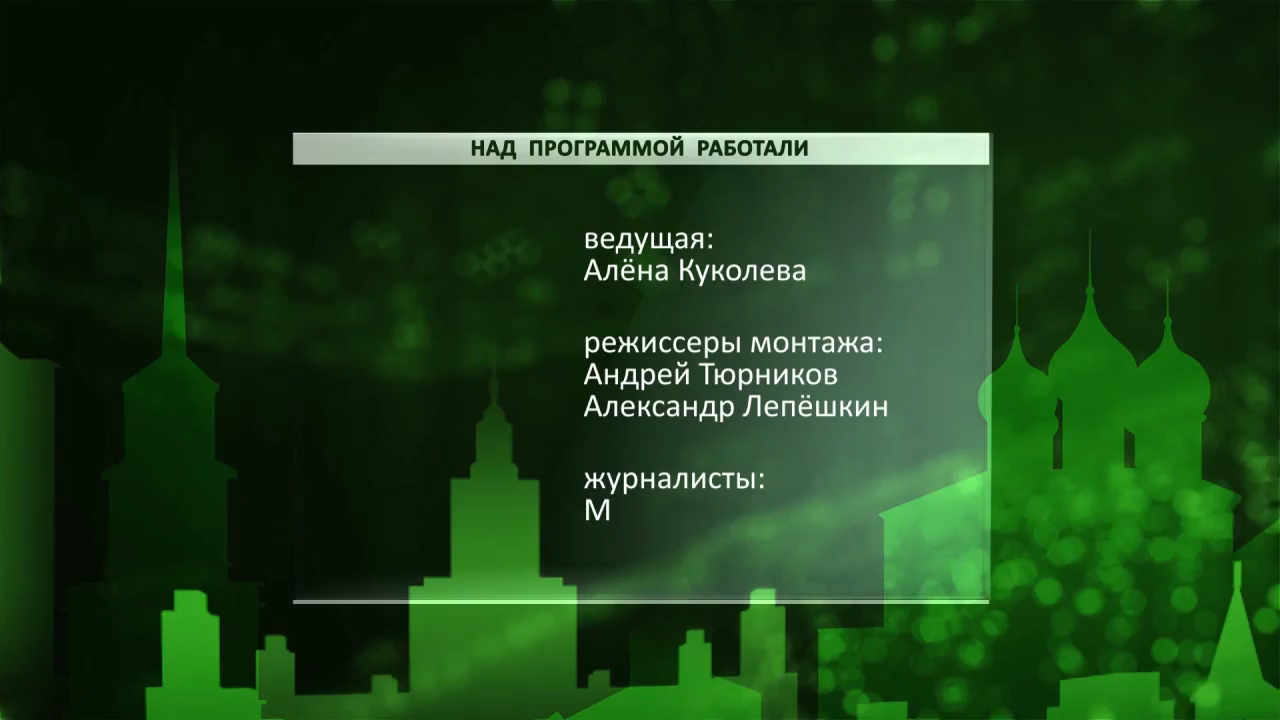 НАД ПРОГРАММОЙ РАБОТАЛИ
ведущая:
Алёна Куколева
режиссеры монтажа:
Андрей Тюрников
Александр Лепёшкин
журналисты:
М